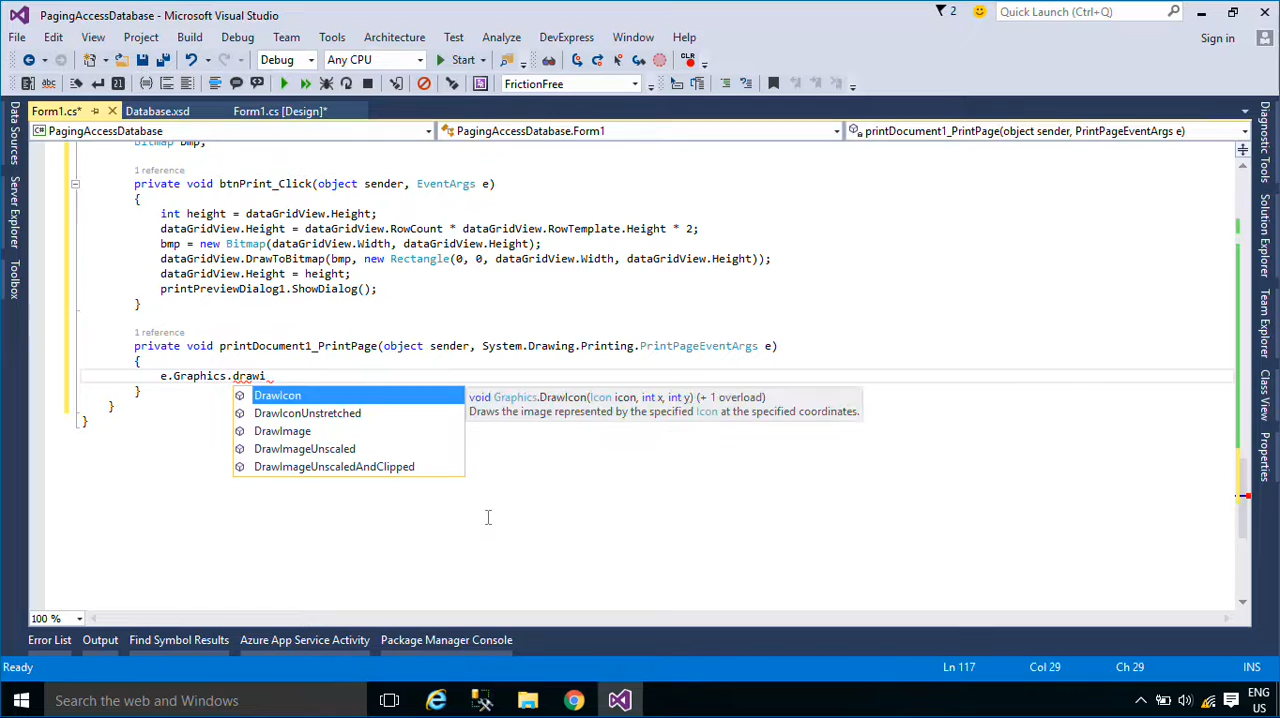 PagingAccessDatabase - Microsoft Visual Studio
2
Quick Launch (Ctrl+Q)
File Edit View Project Build Debug Team Tools Architecture Test Analyze DevExpress Window Help
Sign in
Debug Any CPU Start CLR
FrictionFree
Form1.cs* Database.xsd Form1.cs [Design]*
PagingAccessDatabase PagingAccessDatabase.Form1 printDocument1_PrintPage(object sender, PrintPageEventArgs e)
Bitmap bmp;
1 reference
private void btnPrint_Click(object sender, EventArgs e)
{
int height = dataGridView.Height;
dataGridView.Height = dataGridView.RowCount * dataGridView.RowTemplate.Height * 2;
bmp = new Bitmap(dataGridView.Width, dataGridView.Height);
dataGridView.DrawToBitmap(bmp, new Rectangle(0, 0, dataGridView.Width, dataGridView.Height));
dataGridView.Height = height;
printPreviewDialog1.ShowDialog();
}
1 reference
private void printDocument1_PrintPage(object sender, System.Drawing.Printing.PrintPageEventArgs e)
{
e.Graphics.drawi
}
}
}
DrawIcon
DrawIconUnstretched
DrawImage
DrawImageUnscaled
DrawImageUnscaledAndClipped
void Graphics.DrawIcon(Icon icon, int x, int y) (+ 1 overload)
Draws the image represented by the specified Icon at the specified coordinates.
Data Sources
Server Explorer
Toolbox
Diagnostic Tools
Solution Explorer
Team Explorer
Class View
Properties
100 %
Error List Output Find Symbol Results Azure App Service Activity Package Manager Console
Ready Ln 117 Col 29 Ch 29 INS
Search the web and Windows
ENG
US